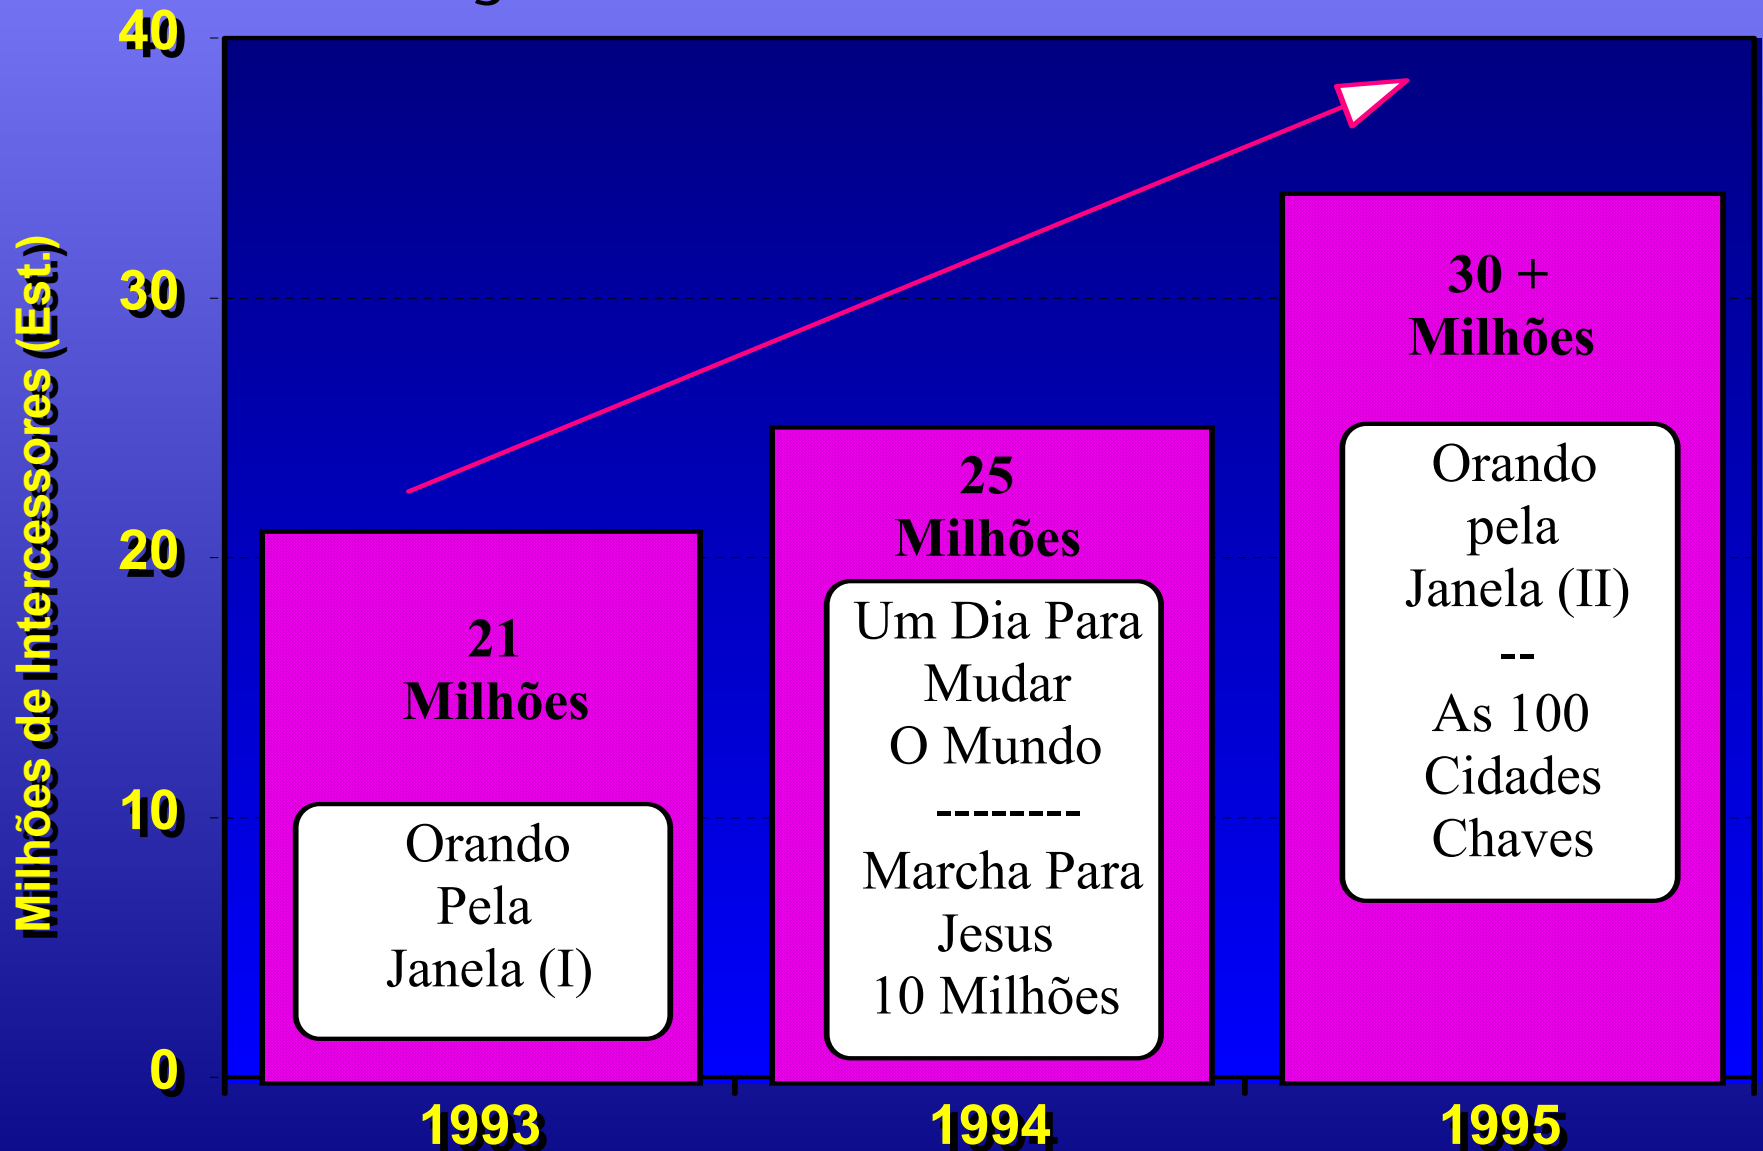 40
30
20
10
0
Milhões de Intercessores (Est.)
21
Milhões
Orando
Pela
Janela (I)
25
Milhões
Um Dia Para
Mudar
O Mundo
--------
Marcha Para
Jesus
10 Milhões
30 +
Milhões
Orando
pela
Janela (II)
--
As 100
Cidades
Chaves
1993
1994
1995